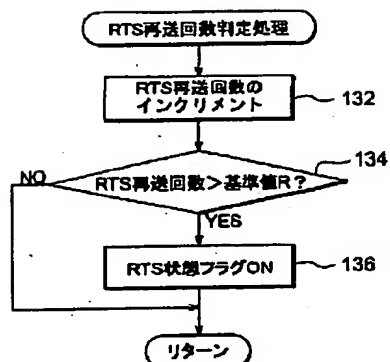 RTS再送回数判定処理
RTS再送回数の
インクリメント
132
134
RTS再送回数>基準値R?
NO
YES
RTS状態フラグON
136
リターン